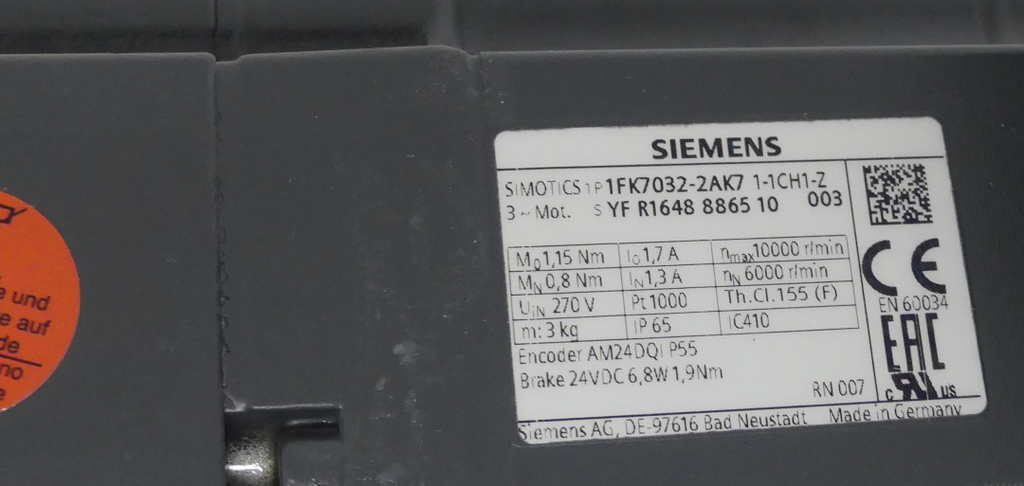 SIEMENS
SIMOTICS 1P 1FK7032-2AK7 1-1CH1-Z
3 ~ Mot. S YF R1648 8865 10 003
M0 1,15 Nm I0 1,7 A nmax 10000 r/min
MN 0,8 Nm IN 1,3 A nN 6000 r/min
UIN 270 V Pt1000 Th.Cl.155 (F)
m: 3 kg IP 65 IC410
Encoder AM24DQI P55
Brake 24VDC 6,8W 1,9Nm
RN 007
Siemens AG, DE-97616 Bad Neustadt Made in Germany
CE
EN 60034
EAC
c RU US
e und
e auf
de
no
e